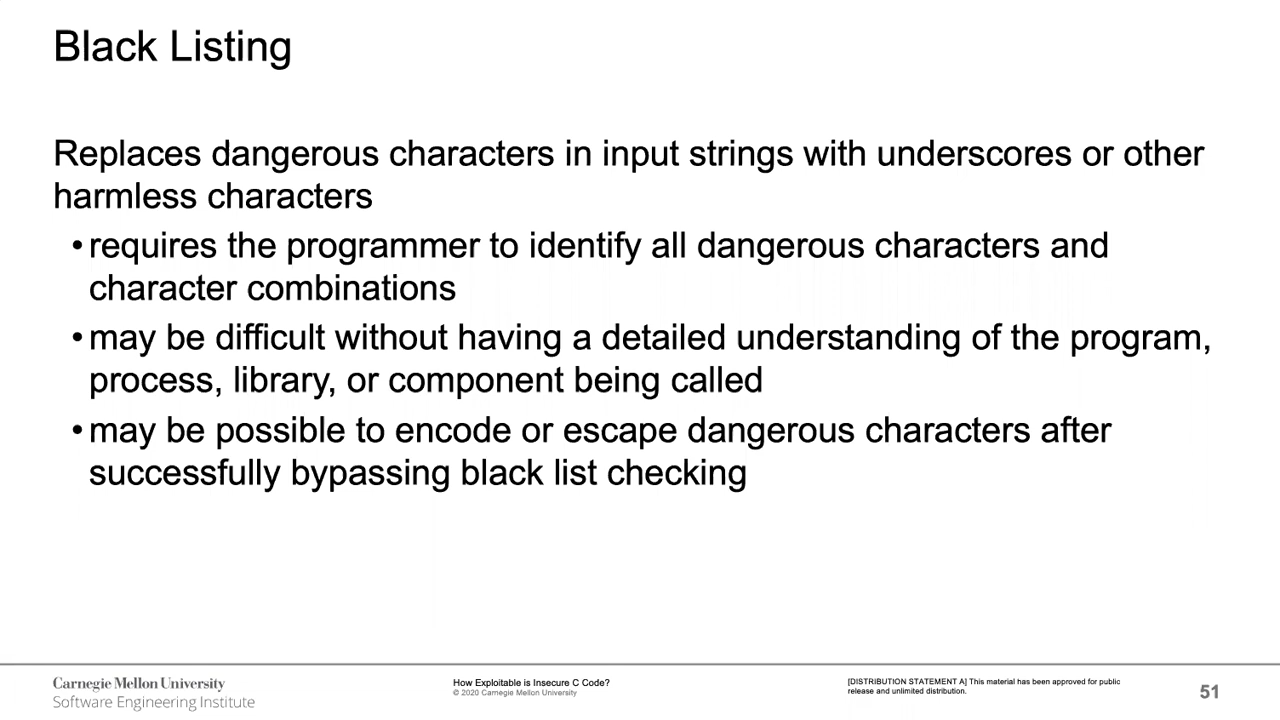 Black Listing
Replaces dangerous characters in input strings with underscores or other
harmless characters
• requires the programmer to identify all dangerous characters and
character combinations
• may be difficult without having a detailed understanding of the program,
process, library, or component being called
• may be possible to encode or escape dangerous characters after
successfully bypassing black list checking
Carnegie Mellon University
Software Engineering Institute
How Exploitable is Insecure C Code?
© 2020 Carnegie Mellon University
[DISTRIBUTION STATEMENT A] This material has been approved for public
release and unlimited distribution.
51